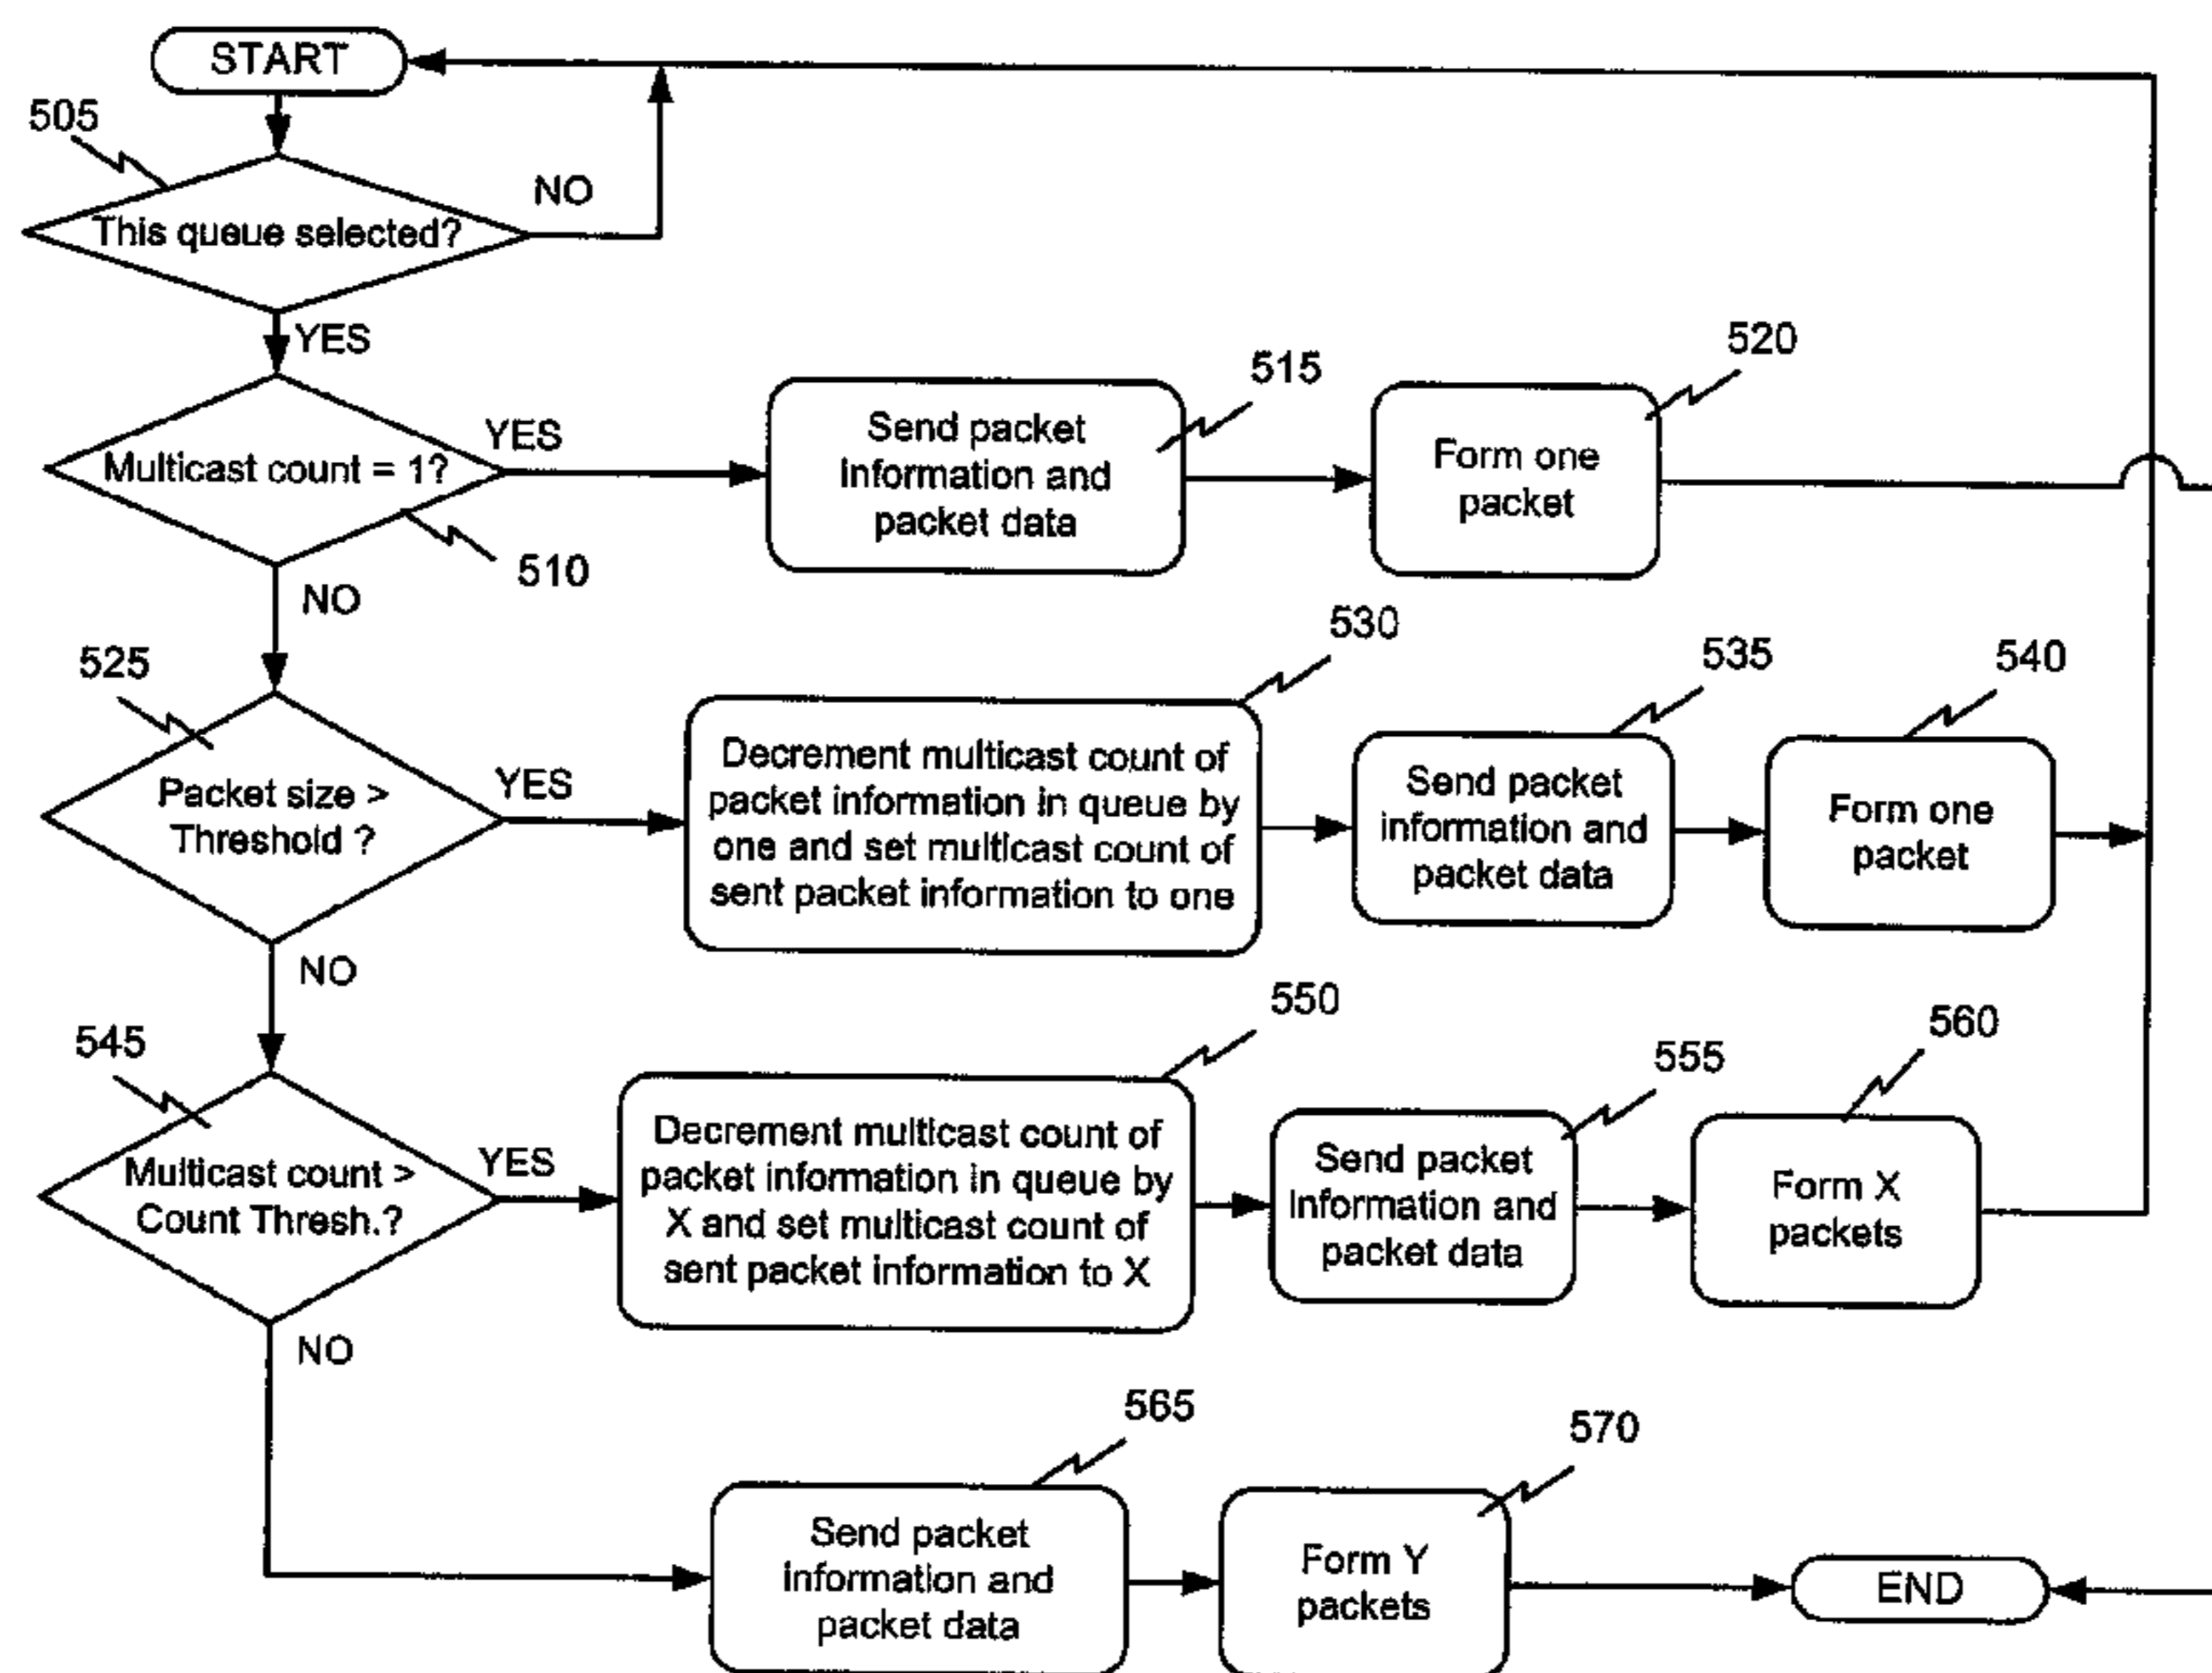 START
505
This queue selected?
NO
YES
Multicast count = 1?
YES
510
NO
Send packet
Information and
packet data
515
Form one
packet
520
525
Packet size >
Threshold ?
YES
NO
Decrement multicast count of
packet information in queue by
one and set multicast count of
sent packet information to one
530
Send packet
information and
packet data
535
Form one
packet
540
545
Multicast count >
Count Thresh.?
YES
NO
Decrement multicast count of
packet information in queue by
X and set multicast count of
sent packet information to X
550
Send packet
Information and
packet data
555
Form X
packets
560
Send packet
information and
packet data
565
Form Y
packets
570
END